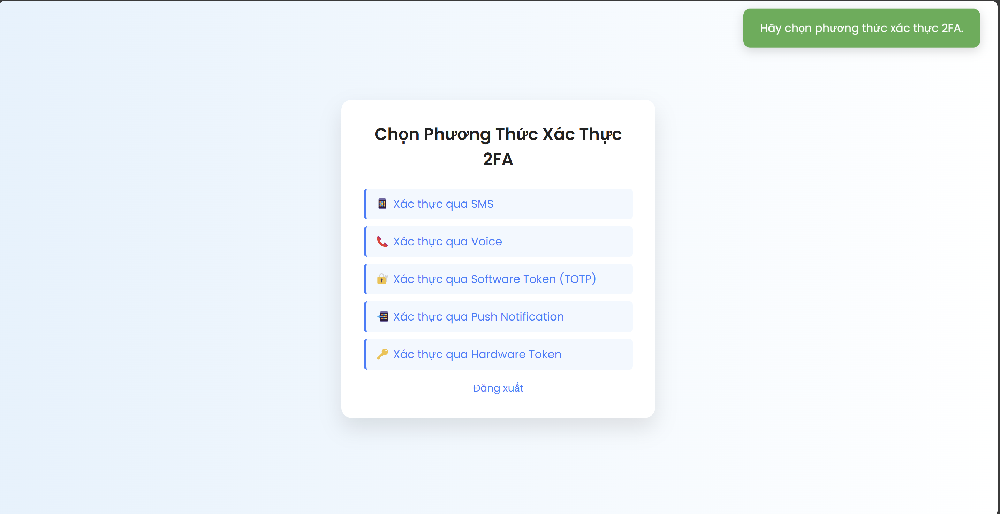 Hãy chọn phương thức xác thực 2FA.
Chọn Phương Thức Xác Thực
2FA
Xác thực qua SMS
Xác thực qua Voice
Xác thực qua Software Token (TOTP)
Xác thực qua Push Notification
Xác thực qua Hardware Token
Đăng xuất